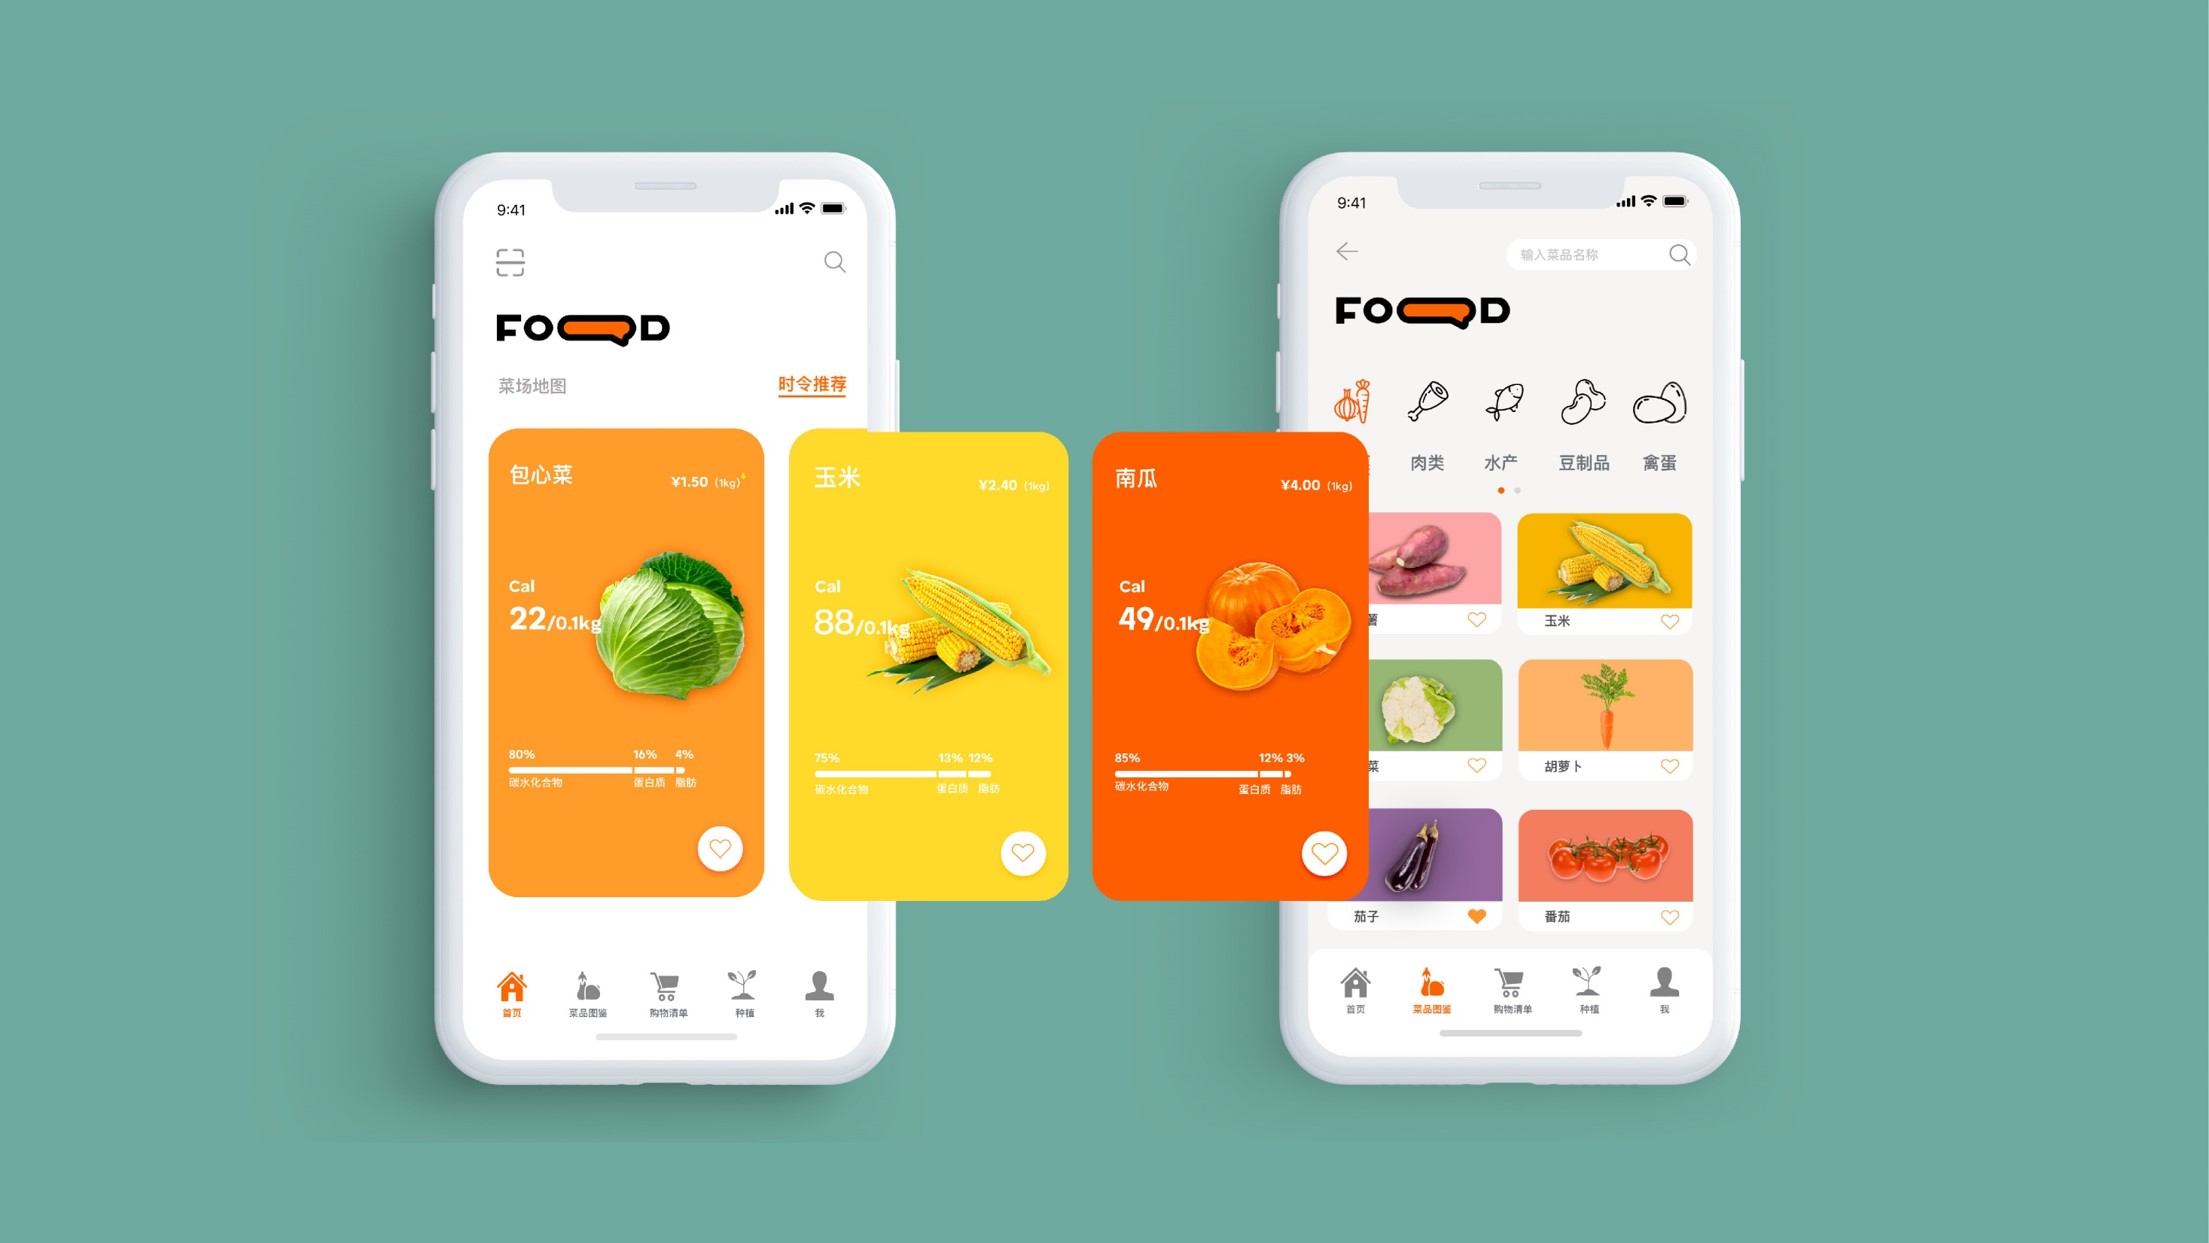 9:41
FOOD
菜场地图
时令推荐
包心菜
¥1.50 (1kg)
Cal
22/0.1kg
80% 16% 4%
碳水化合物 蛋白质 脂肪
玉米
¥2.40 (1kg)
Cal
88/0.1kg
75% 13% 12%
碳水化合物 蛋白质 脂肪
南瓜
¥4.00 (1kg)
Cal
49/0.1kg
85% 12% 3%
碳水化合物 蛋白质 脂肪
首页 菜品图鉴 购物清单 种植 我
9:41
输入菜品名称
FOOD
肉类 水产 豆制品 禽蛋
薯
玉米
菜
胡萝卜
茄子
番茄
首页 菜品图鉴 购物清单 种植 我